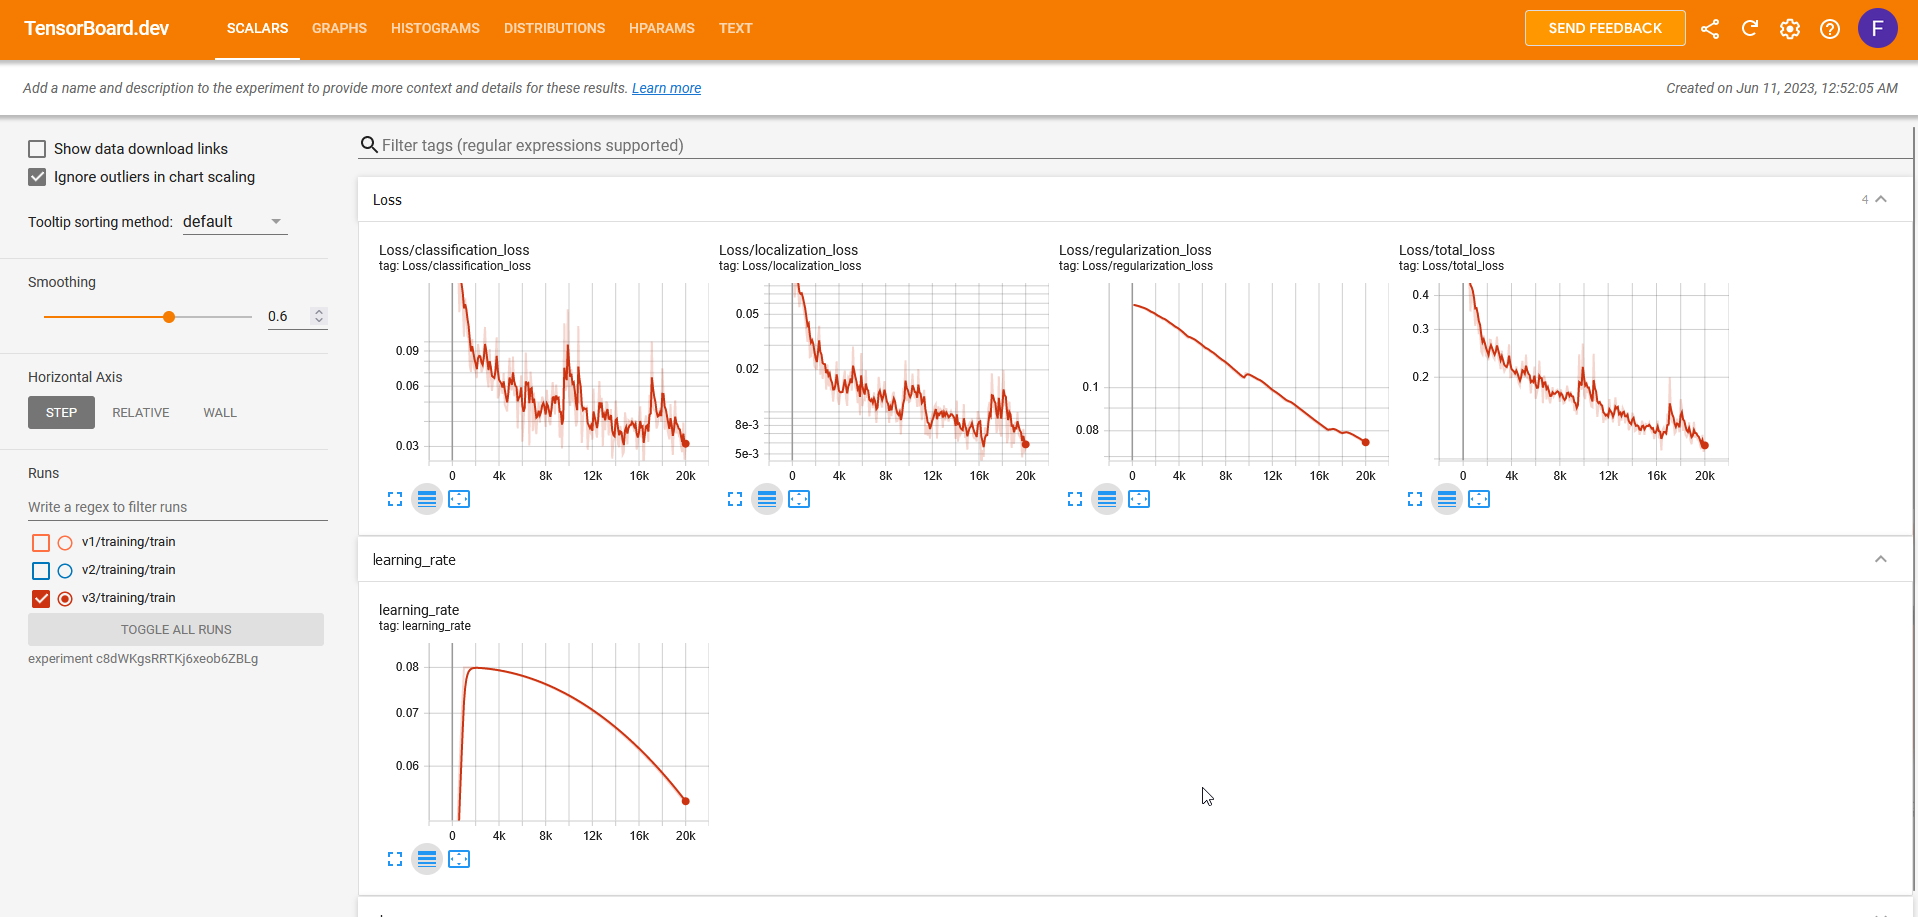 TensorBoard.dev
SCALARS GRAPHS HISTOGRAMS DISTRIBUTIONS HPARAMS TEXT
SEND FEEDBACK
F
Add a name and description to the experiment to provide more context and details for these results. Learn more
Created on Jun 11, 2023, 12:52:05 AM
Show data download links
Ignore outliers in chart scaling
Tooltip sorting method: default
Smoothing
0.6
Horizontal Axis
STEP RELATIVE WALL
Runs
Write a regex to filter runs
v1/training/train
v2/training/train
v3/training/train
TOGGLE ALL RUNS
experiment c8dWKgsRRTKj6xeob6ZBLg
Filter tags (regular expressions supported)
Loss
4
Loss/classification_loss
tag: Loss/classification_loss
0.09
0.06
0.03
0 4k 8k 12k 16k 20k
Loss/localization_loss
tag: Loss/localization_loss
0.05
0.02
8e-3
5e-3
0 4k 8k 12k 16k 20k
Loss/regularization_loss
tag: Loss/regularization_loss
0.1
0.08
0 4k 8k 12k 16k 20k
Loss/total_loss
tag: Loss/total_loss
0.4
0.3
0.2
0 4k 8k 12k 16k 20k
learning_rate
learning_rate
tag: learning_rate
0.08
0.07
0.06
0 4k 8k 12k 16k 20k